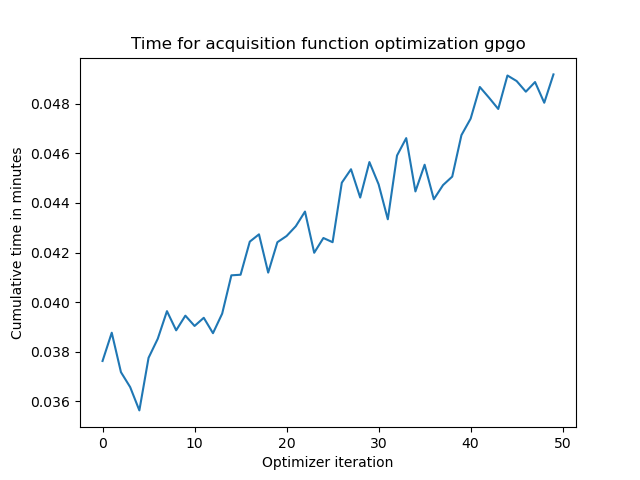 Time for acquisition function optimization gpgo
Cumulative time in minutes
0.048
0.046
0.044
0.042
0.040
0.038
0.036
0 10 20 30 40 50
Optimizer iteration